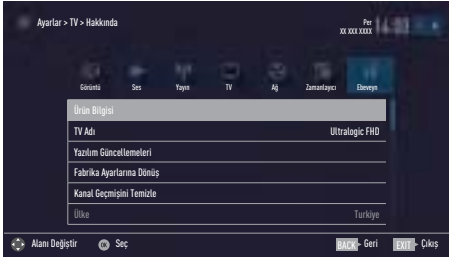 Ayarlar > TV > Hakkında
Per
xx xxx xxxx
Görüntü Ses Yayın TV Ağ Zamanlayıcı Ebeveyn
Ürün Bilgisi
TV Adı Ultralogic FHD
Yazılım Güncellemeleri
Fabrika Ayarlarına Dönüş
Kanal Geçmişini Temizle
Ülke Turkiye
Alanı Değiştir OK Seç BACK Geri EXIT Çıkış